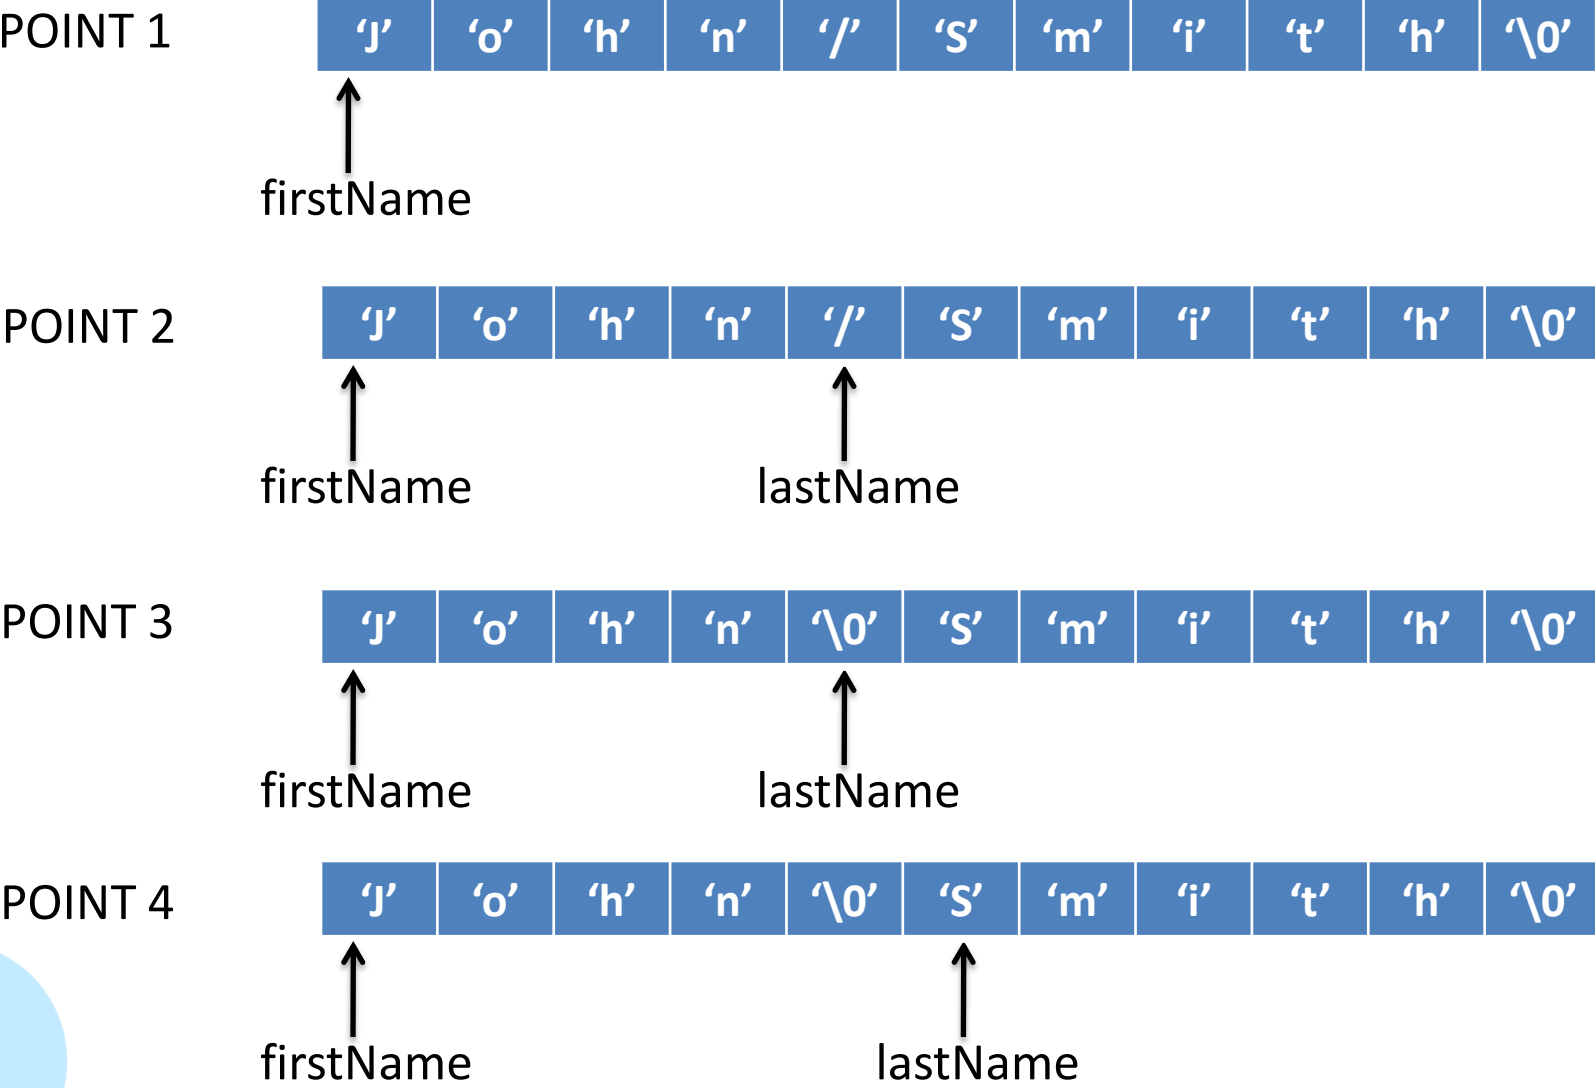 POINT 1 ‘J’ ‘o’ ‘h’ ‘n’ ‘/’ ‘S’ ‘m’ ‘i’ ‘t’ ‘h’ ‘\0’
firstName
POINT 2 ‘J’ ‘o’ ‘h’ ‘n’ ‘/’ ‘S’ ‘m’ ‘i’ ‘t’ ‘h’ ‘\0’
firstName lastName
POINT 3 ‘J’ ‘o’ ‘h’ ‘n’ ‘\0’ ‘S’ ‘m’ ‘i’ ‘t’ ‘h’ ‘\0’
firstName lastName
POINT 4 ‘J’ ‘o’ ‘h’ ‘n’ ‘\0’ ‘S’ ‘m’ ‘i’ ‘t’ ‘h’ ‘\0’
firstName lastName